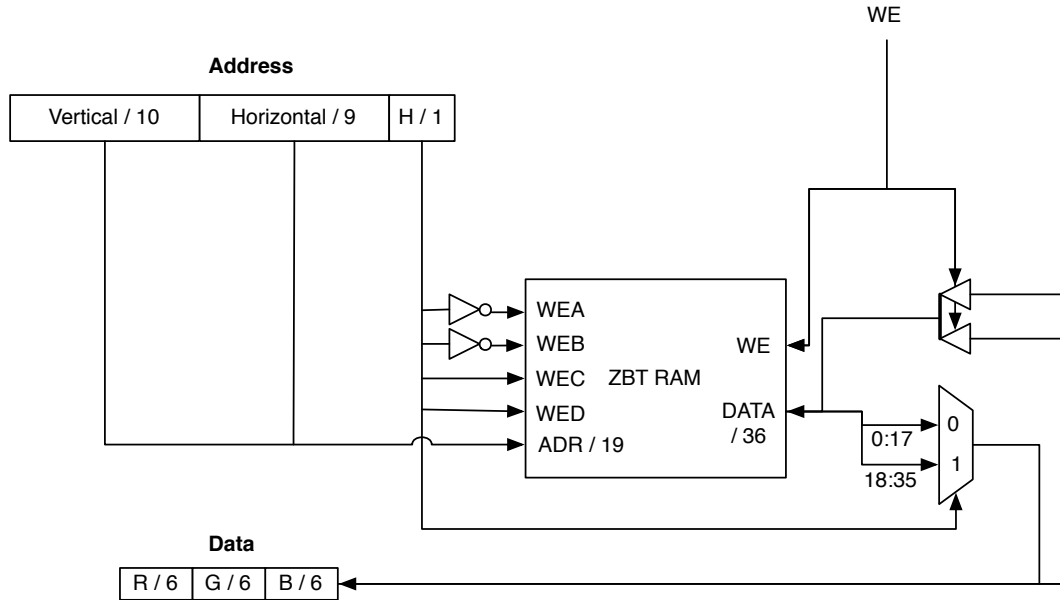 WE
Address
Vertical / 10 Horizontal / 9 H / 1
WEA
WEB
WEC
WED
ADR / 19
ZBT RAM
WE
DATA
/ 36
0
0:17
1
18:35
Data
R / 6 G / 6 B / 6